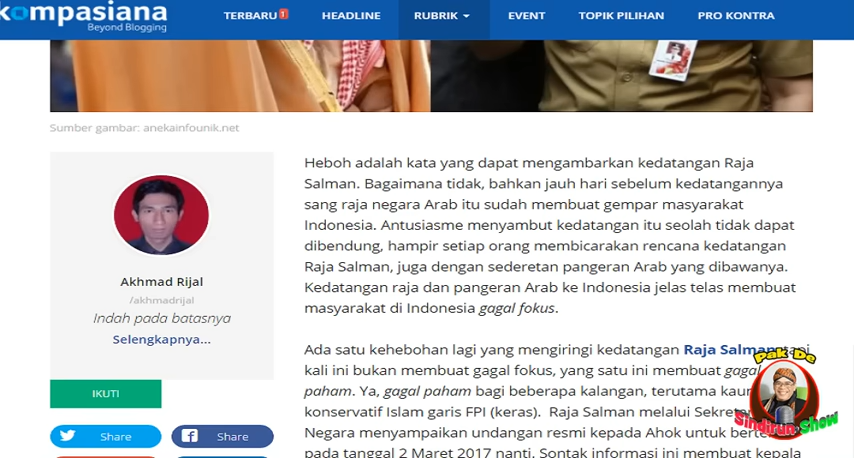 kompasiana
Beyond Blogging
TERBARU 1 HEADLINE RUBRIK EVENT TOPIK PILIHAN PRO KONTRA
Sumber gambar: anekainfounik.net
Akhmad Rijal
/akhmadrijal
Indah pada batasnya
Selengkapnya...
IKUTI
Share
Share
Heboh adalah kata yang dapat mengambarkan kedatangan Raja
Salman. Bagaimana tidak, bahkan jauh hari sebelum kedatangannya
sang raja negara Arab itu sudah membuat gempar masyarakat
Indonesia. Antusiasme menyambut kedatangan itu seolah tidak dapat
dibendung, hampir setiap orang membicarakan rencana kedatangan
Raja Salman, juga dengan sederetan pangeran Arab yang dibawanya.
Kedatangan raja dan pangeran Arab ke Indonesia jelas telas membuat
masyarakat di Indonesia gagal fokus.
Ada satu kehebohan lagi yang mengiringi kedatangan Raja Salman, tapi
kali ini bukan membuat gagal fokus, yang satu ini membuat gagal
paham. Ya, gagal paham bagi beberapa kalangan, terutama kaum
konservatif Islam garis FPI (keras). Raja Salman melalui
Negara menyampaikan undangan resmi kepada Ahok untuk
pada tanggal 2 Maret 2017 nanti. Sontak informasi ini membuat kepala
Pak De
Sindirun Show